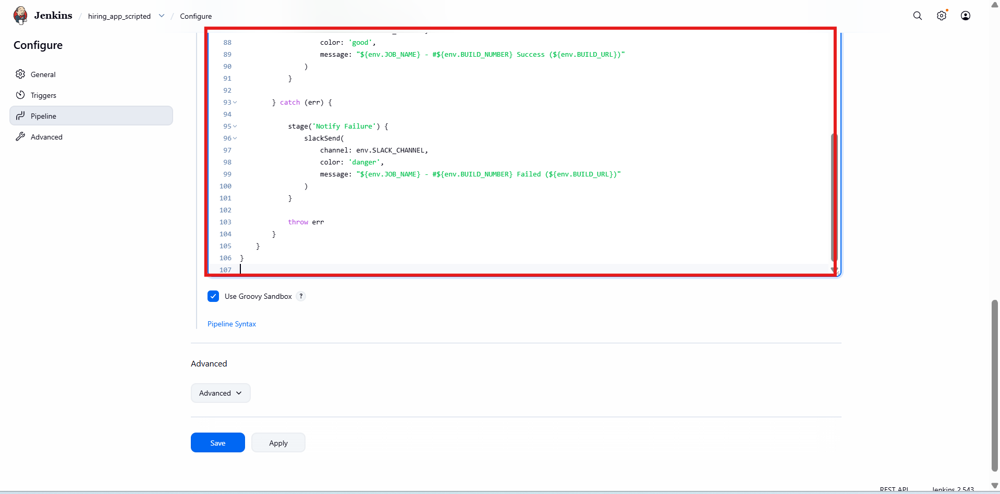 Jenkins / hiring_app_scripted / Configure
Configure
General
Triggers
Pipeline
Advanced
88 color: 'good',
89 message: "${env.JOB_NAME} - #${env.BUILD_NUMBER} Success (${env.BUILD_URL})"
90 )
91 }
92
93 } catch (err) {
94
95 stage('Notify Failure') {
96 slackSend(
97 channel: env.SLACK_CHANNEL,
98 color: 'danger',
99 message: "${env.JOB_NAME} - #${env.BUILD_NUMBER} Failed (${env.BUILD_URL})"
100 )
101 }
102
103 throw err
104 }
105 }
106 }
107
Use Groovy Sandbox ?
Pipeline Syntax
Advanced
Advanced
Save Apply
REST API Jenkins 2.543